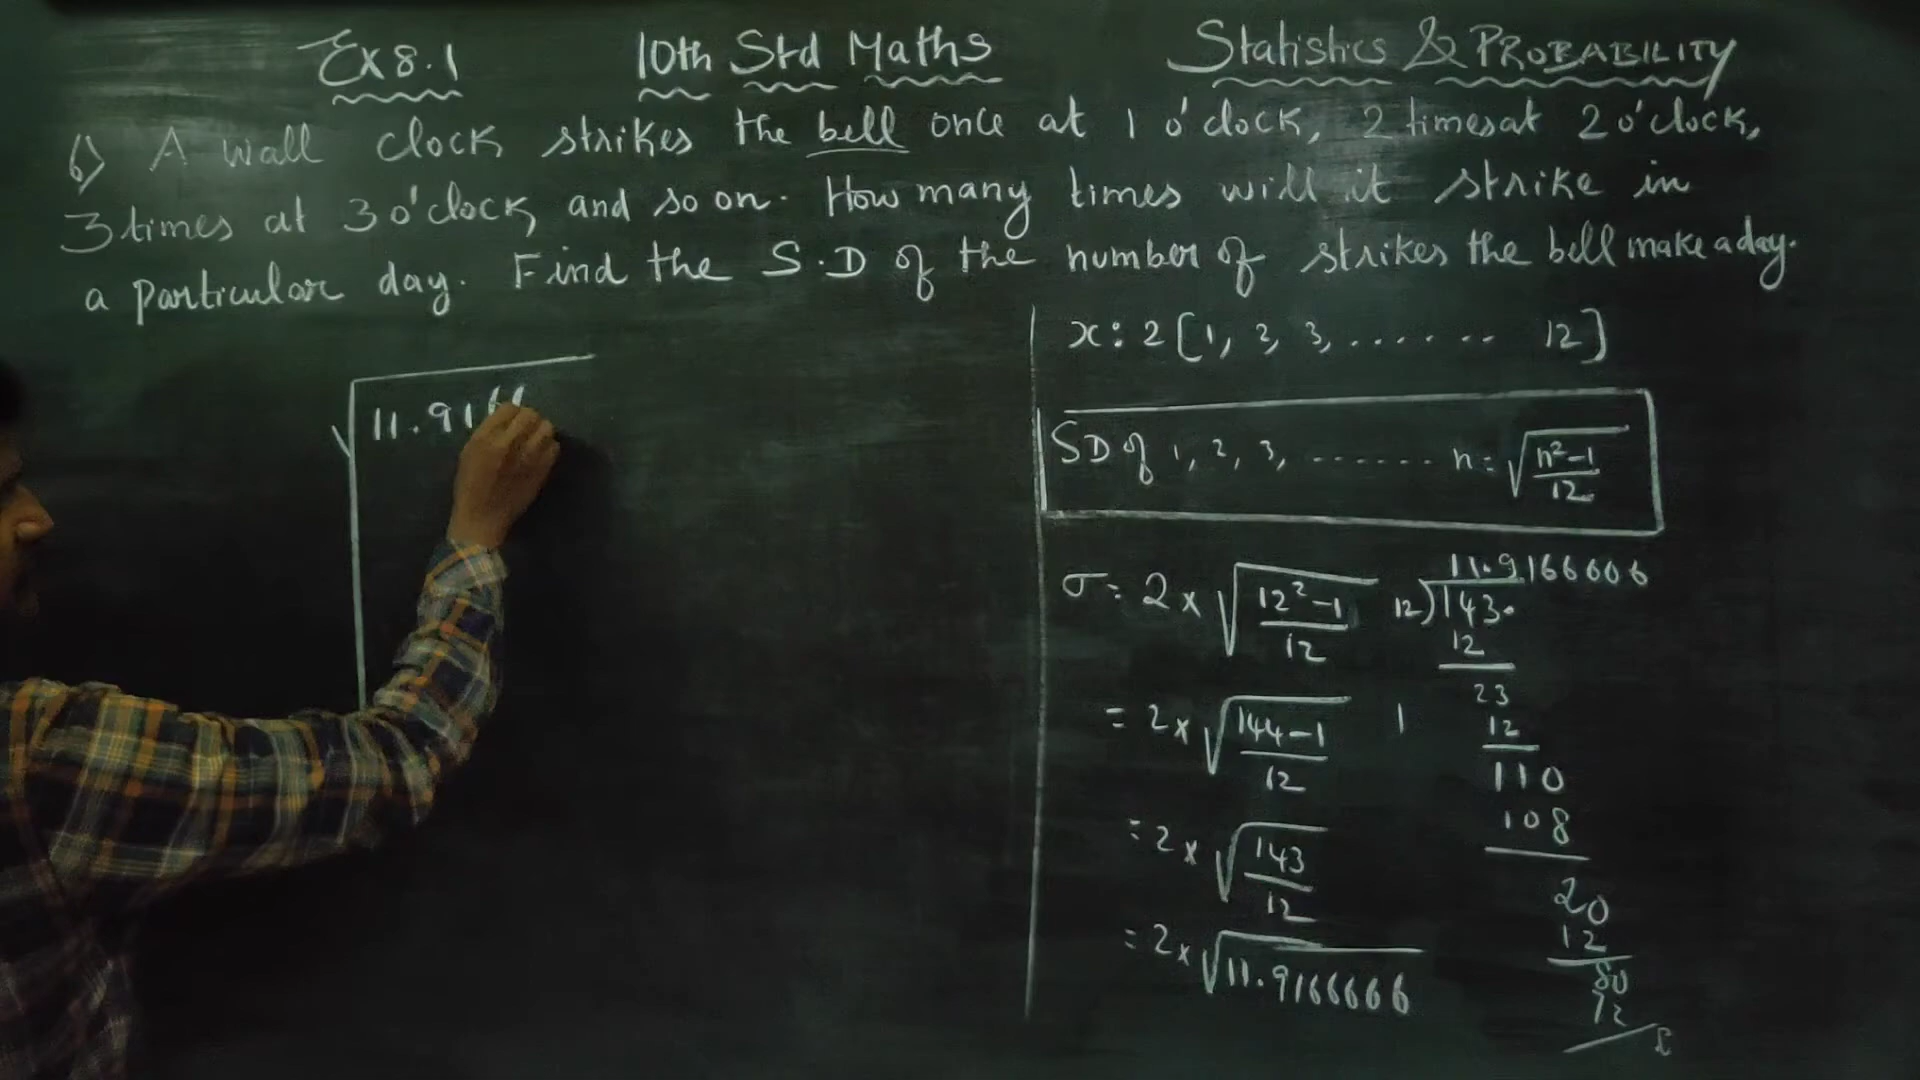 Ex 8.1 10th Std Maths Statistics & PROBABILITY
6) A wall clock strikes the bell once at 1 o'clock, 2 times at 2 o'clock,
3 times at 3 o'clock, and so on. How many times will it strike in
a particular day. Find the S.D of the number of strikes the bell make a day.
x: 2 [1, 2, 3, ....... 12]
SD of 1, 2, 3, ....... n = √(n²-1)/12
σ = 2 × √(12²-1)/12
= 2 × √(144-1)/12
= 2 × √143/12
= 2 × √11.9166666
11.9166666
12)143.
12
23
1 12
110
108
20
12
80
72
√11.9166